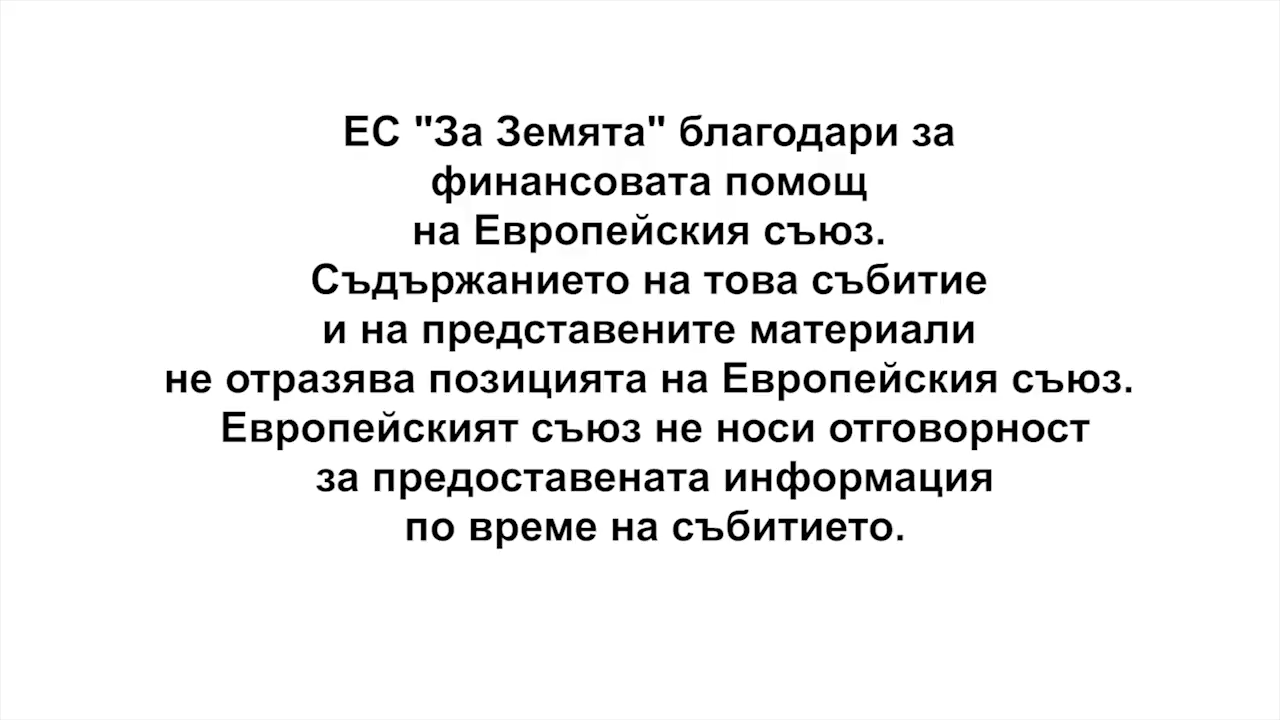 ЕС "За Земята" благодари за
финансовата помощ
на Европейския съюз.
Съдържанието на това събитие
и на представените материали
не отразява позицията на Европейския съюз.
Европейският съюз не носи отговорност
за предоставената информация
по време на събитието.